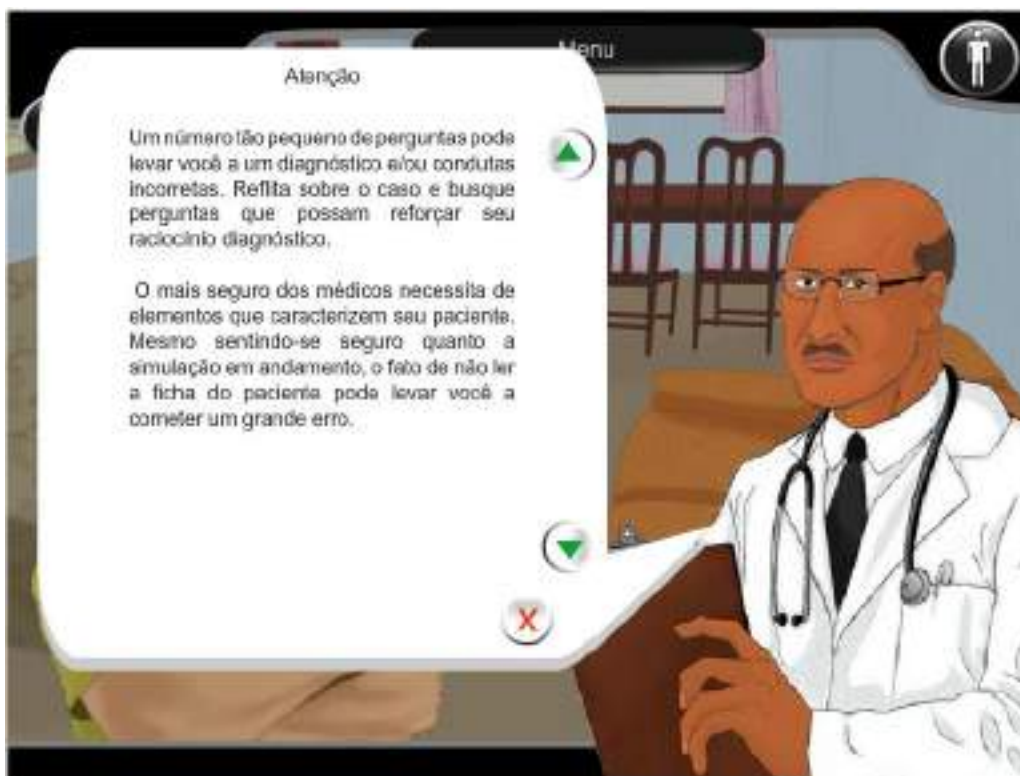 Menu
Atenção
Um número tão pequeno de perguntas pode
levar você a um diagnóstico e/ou condutas
incorretas. Reflita sobre o caso e busque
perguntas que possam reforçar seu
raciocínio diagnóstico.
O mais seguro dos médicos necessita de
elementos que caracterizem seu paciente.
Mesmo sentindo-se seguro quanto a
simulação em andamento, o fato de não ler
a ficha do paciente pode levar você a
cometer um grande erro.
X